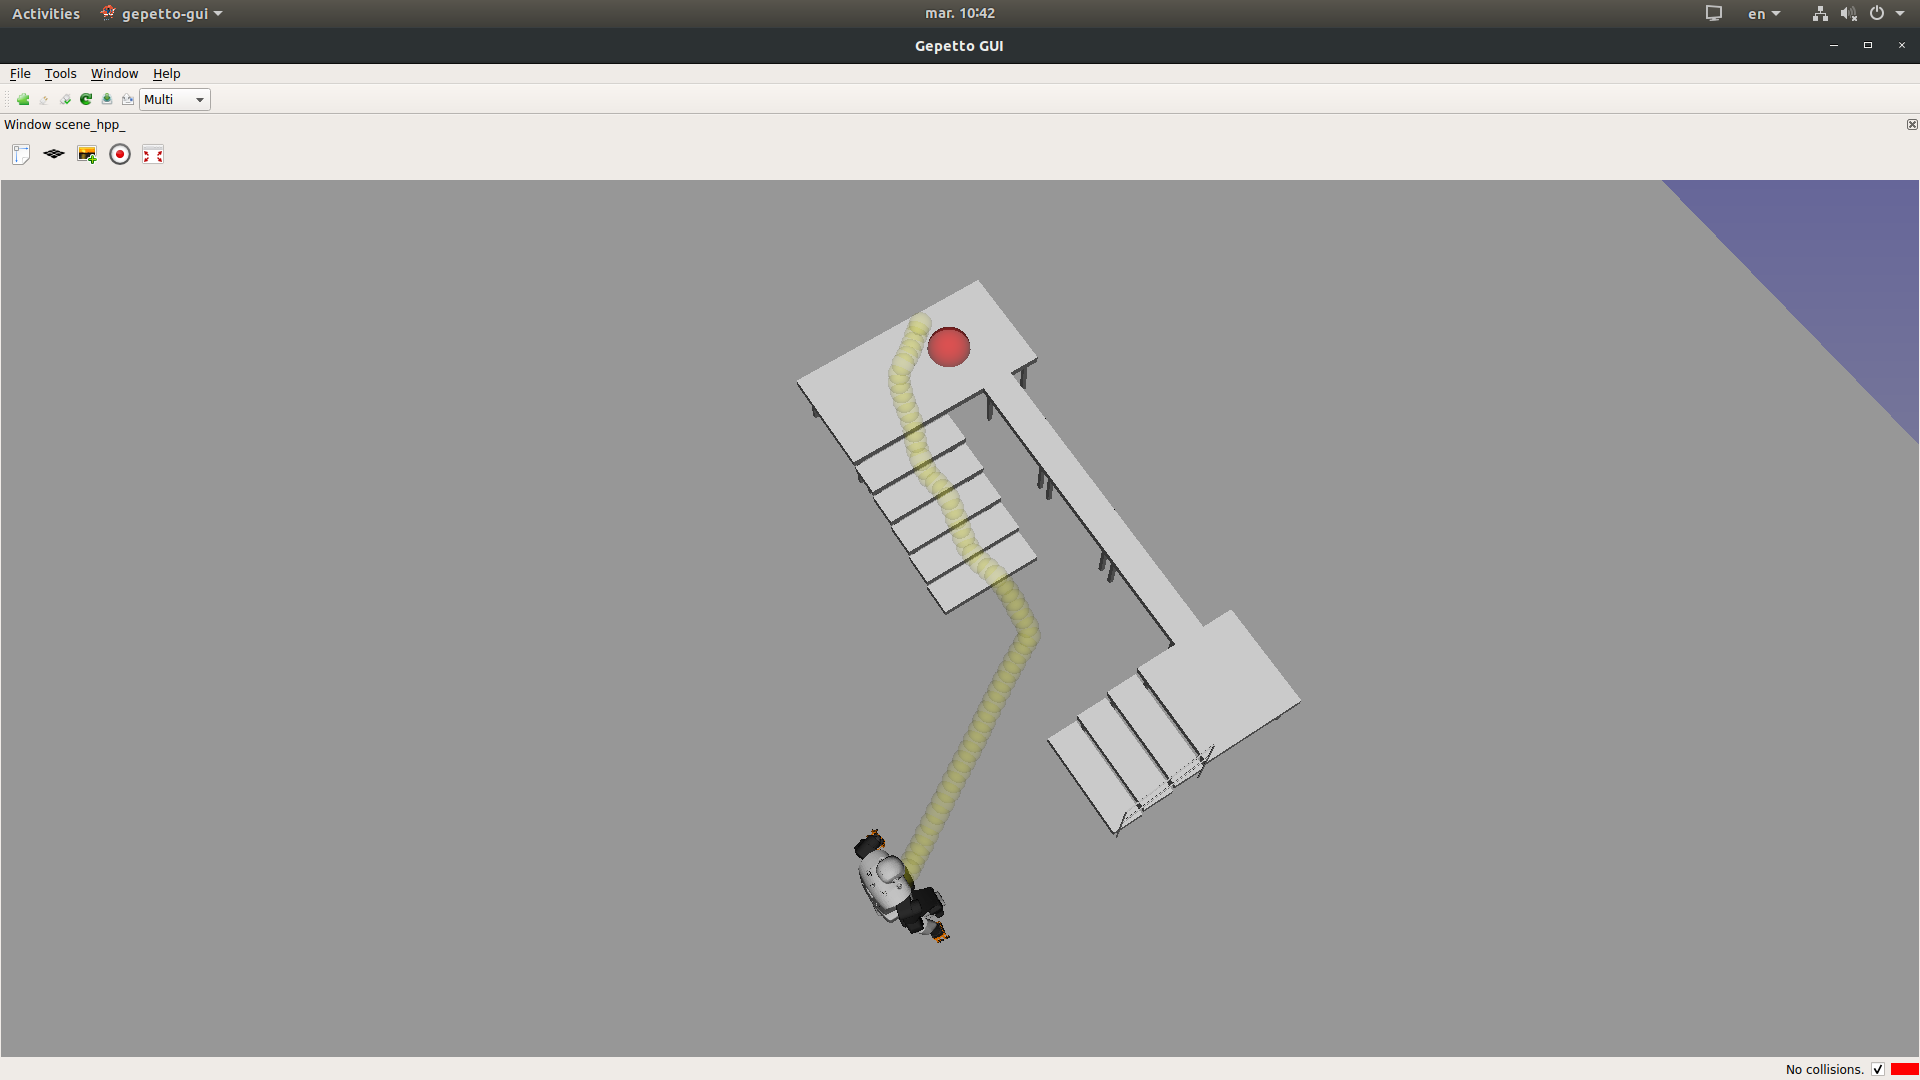 Activities gepetto-gui mar. 10:42 en
Gepetto GUI
File Tools Window Help
Multi
Window scene_hpp_
No collisions.